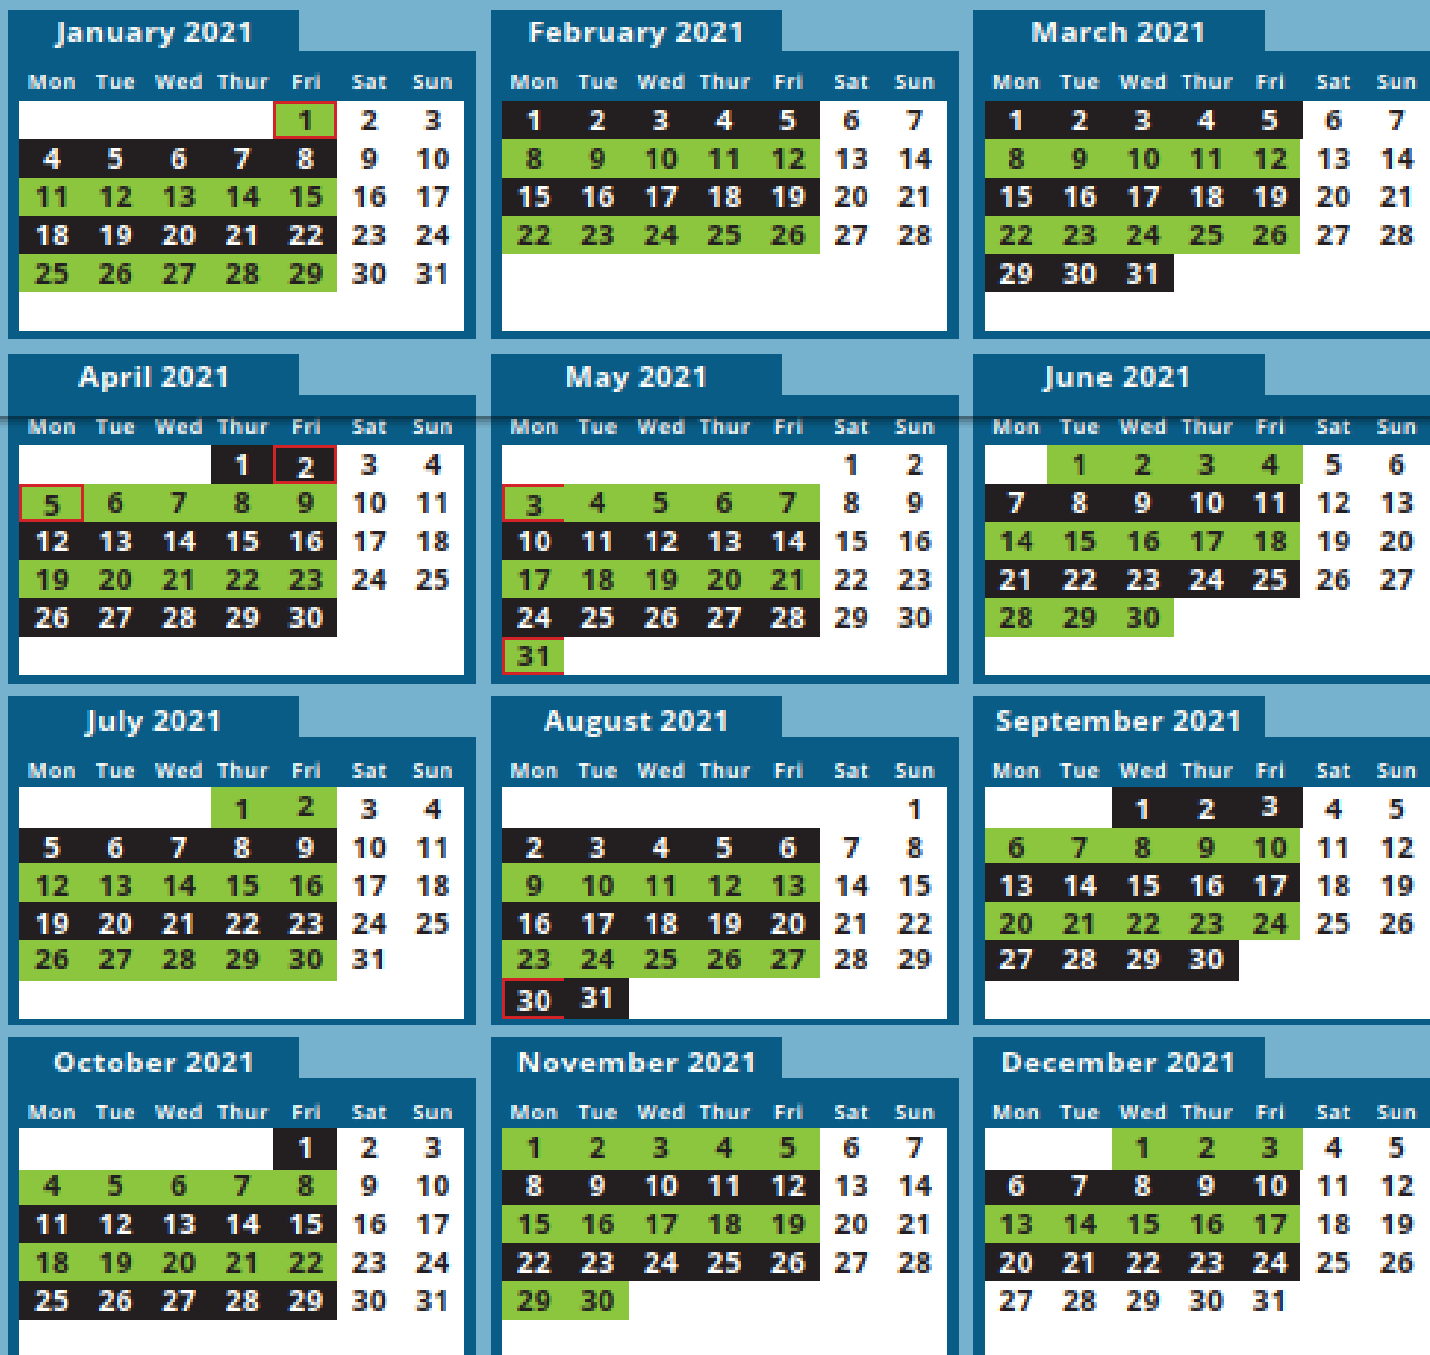 January 2021
Mon Tue Wed Thur Fri Sat Sun
1 2 3
4 5 6 7 8 9 10
11 12 13 14 15 16 17
18 19 20 21 22 23 24
25 26 27 28 29 30 31
February 2021
Mon Tue Wed Thur Fri Sat Sun
1 2 3 4 5 6 7
8 9 10 11 12 13 14
15 16 17 18 19 20 21
22 23 24 25 26 27 28
March 2021
Mon Tue Wed Thur Fri Sat Sun
1 2 3 4 5 6 7
8 9 10 11 12 13 14
15 16 17 18 19 20 21
22 23 24 25 26 27 28
29 30 31
April 2021
Mon Tue Wed Thur Fri Sat Sun
1 2 3 4
5 6 7 8 9 10 11
12 13 14 15 16 17 18
19 20 21 22 23 24 25
26 27 28 29 30
May 2021
Mon Tue Wed Thur Fri Sat Sun
1 2
3 4 5 6 7 8 9
10 11 12 13 14 15 16
17 18 19 20 21 22 23
24 25 26 27 28 29 30
31
June 2021
Mon Tue Wed Thur Fri Sat Sun
1 2 3 4 5 6
7 8 9 10 11 12 13
14 15 16 17 18 19 20
21 22 23 24 25 26 27
28 29 30
July 2021
Mon Tue Wed Thur Fri Sat Sun
1 2 3 4
5 6 7 8 9 10 11
12 13 14 15 16 17 18
19 20 21 22 23 24 25
26 27 28 29 30 31
August 2021
Mon Tue Wed Thur Fri Sat Sun
1
2 3 4 5 6 7 8
9 10 11 12 13 14 15
16 17 18 19 20 21 22
23 24 25 26 27 28 29
30 31
September 2021
Mon Tue Wed Thur Fri Sat Sun
1 2 3 4 5
6 7 8 9 10 11 12
13 14 15 16 17 18 19
20 21 22 23 24 25 26
27 28 29 30
October 2021
Mon Tue Wed Thur Fri Sat Sun
1 2 3
4 5 6 7 8 9 10
11 12 13 14 15 16 17
18 19 20 21 22 23 24
25 26 27 28 29 30 31
November 2021
Mon Tue Wed Thur Fri Sat Sun
1 2 3 4 5 6 7
8 9 10 11 12 13 14
15 16 17 18 19 20 21
22 23 24 25 26 27 28
29 30
December 2021
Mon Tue Wed Thur Fri Sat Sun
1 2 3 4 5
6 7 8 9 10 11 12
13 14 15 16 17 18 19
20 21 22 23 24 25 26
27 28 29 30 31